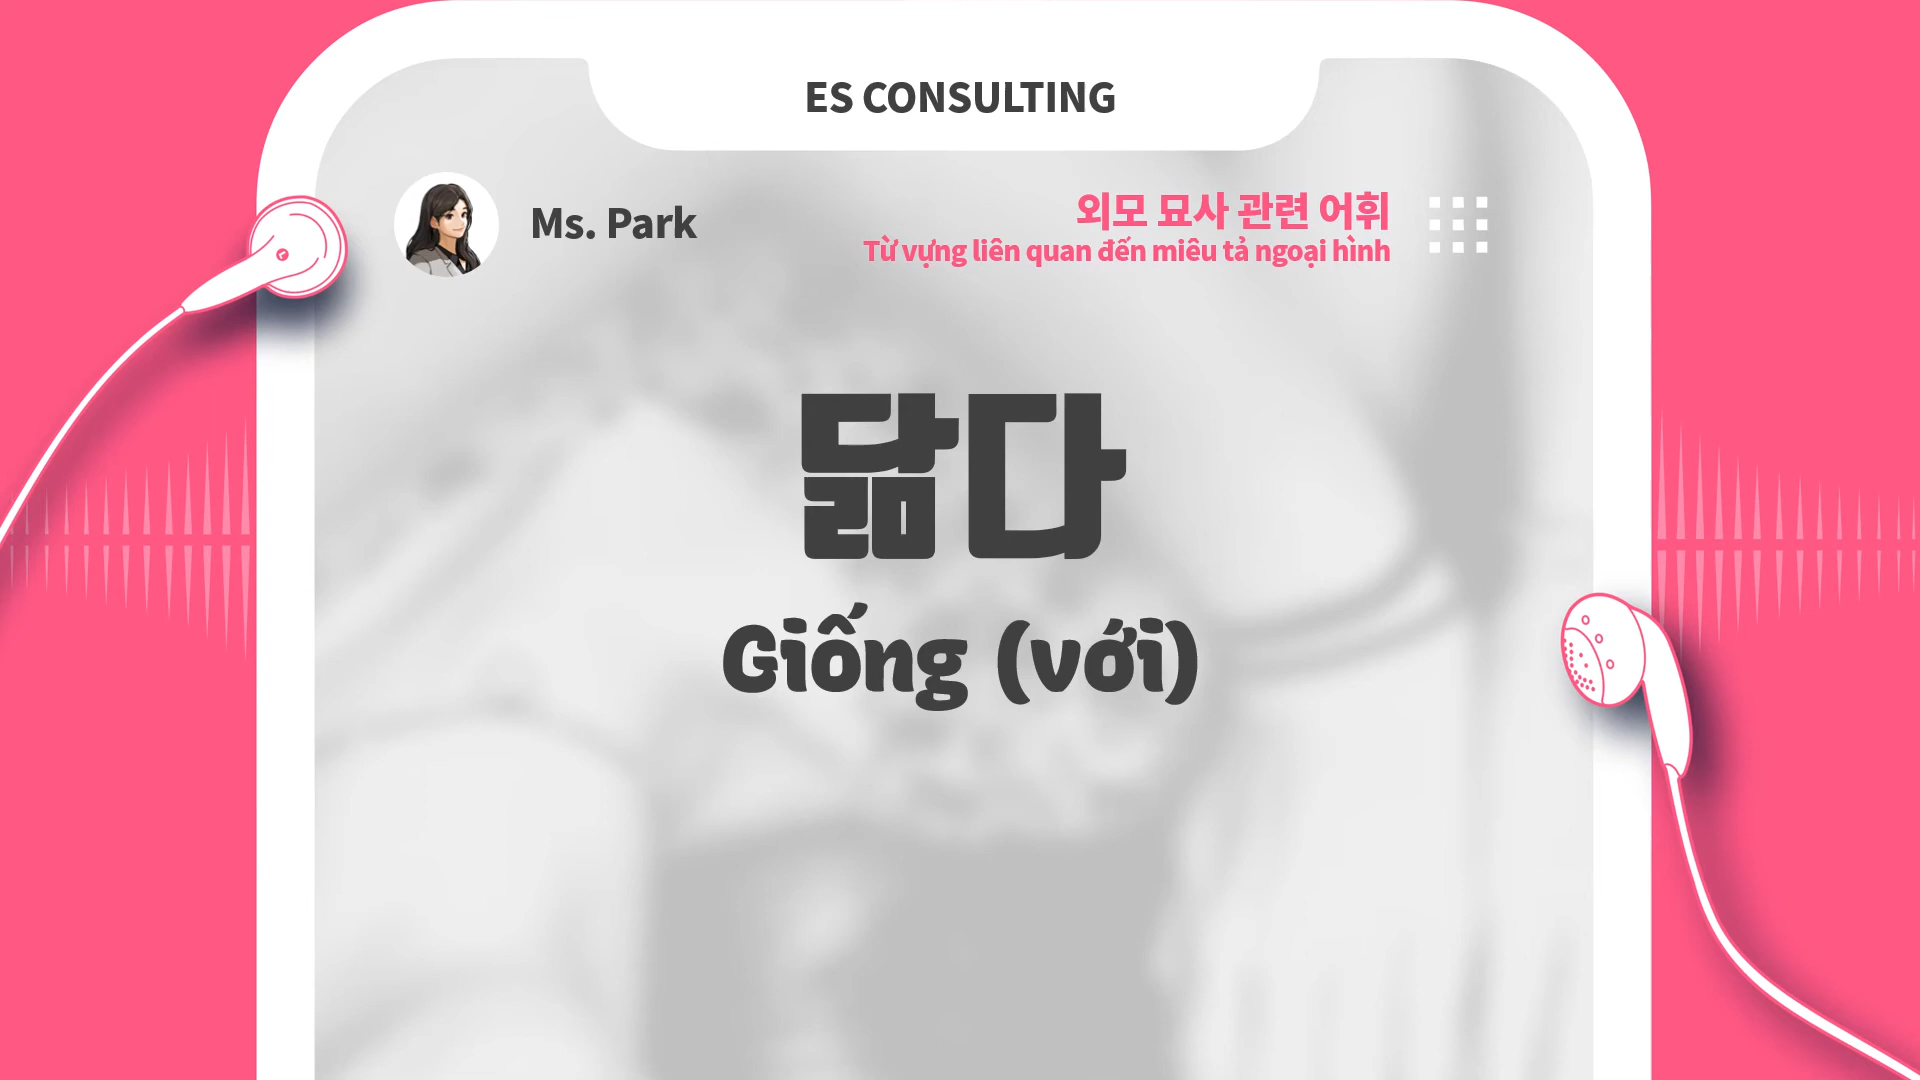 ES CONSULTING
Ms. Park
외모 묘사 관련 어휘
Từ vựng liên quan đến miêu tả ngoại hình
닮다
Giống (với)